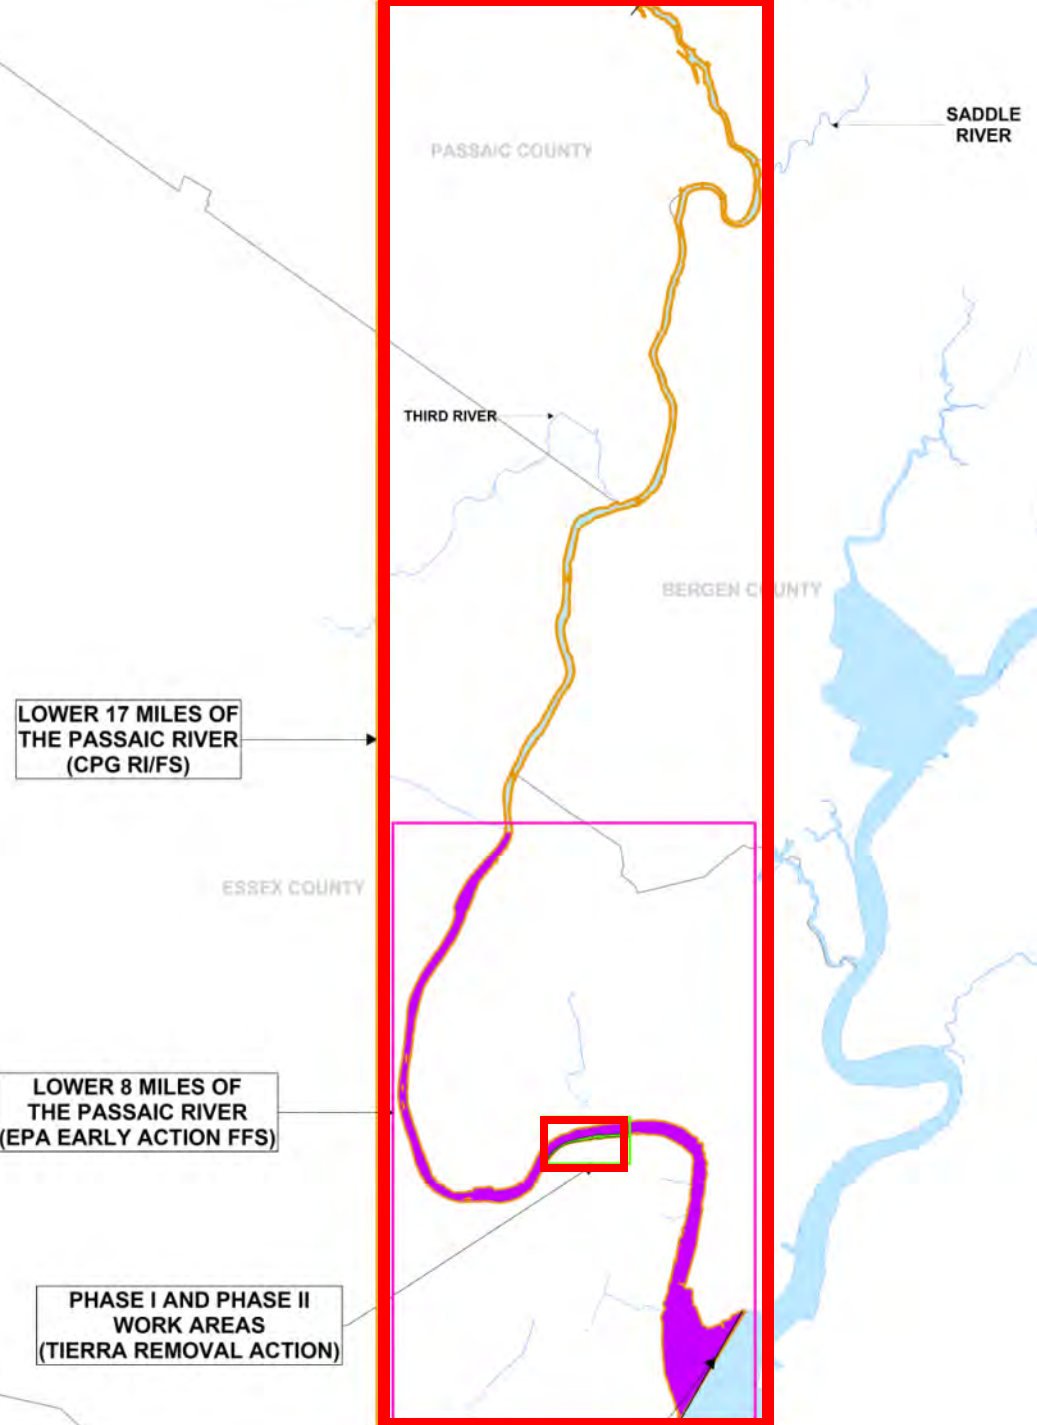 SADDLE
RIVER
PASSAIC COUNTY
THIRD RIVER
BERGEN COUNTY
LOWER 17 MILES OF
THE PASSAIC RIVER
(CPG RI/FS)
ESSEX COUNTY
LOWER 8 MILES OF
THE PASSAIC RIVER
(EPA EARLY ACTION FFS)
PHASE I AND PHASE II
WORK AREAS
(TIERRA REMOVAL ACTION)